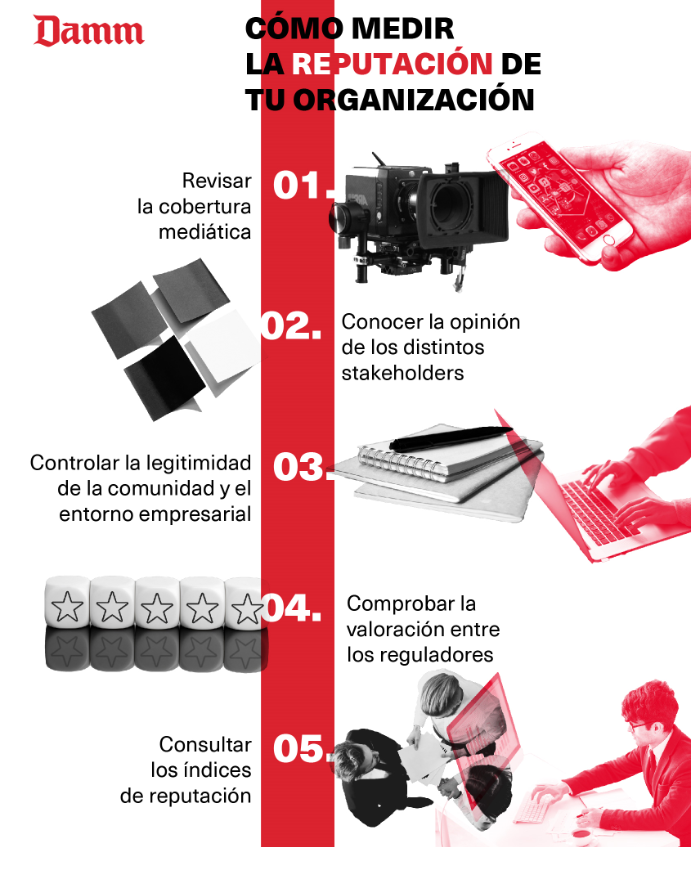 Damm
CÓMO MEDIR
LA REPUTACIÓN DE
TU ORGANIZACIÓN
01.
Revisar
la cobertura
mediática
02.
Conocer la opinión
de los distintos
stakeholders
03.
Controlar la legitimidad
de la comunidad y el
entorno empresarial
04.
Comprobar la
valoración entre
los reguladores
05.
Consultar
los índices
de reputación